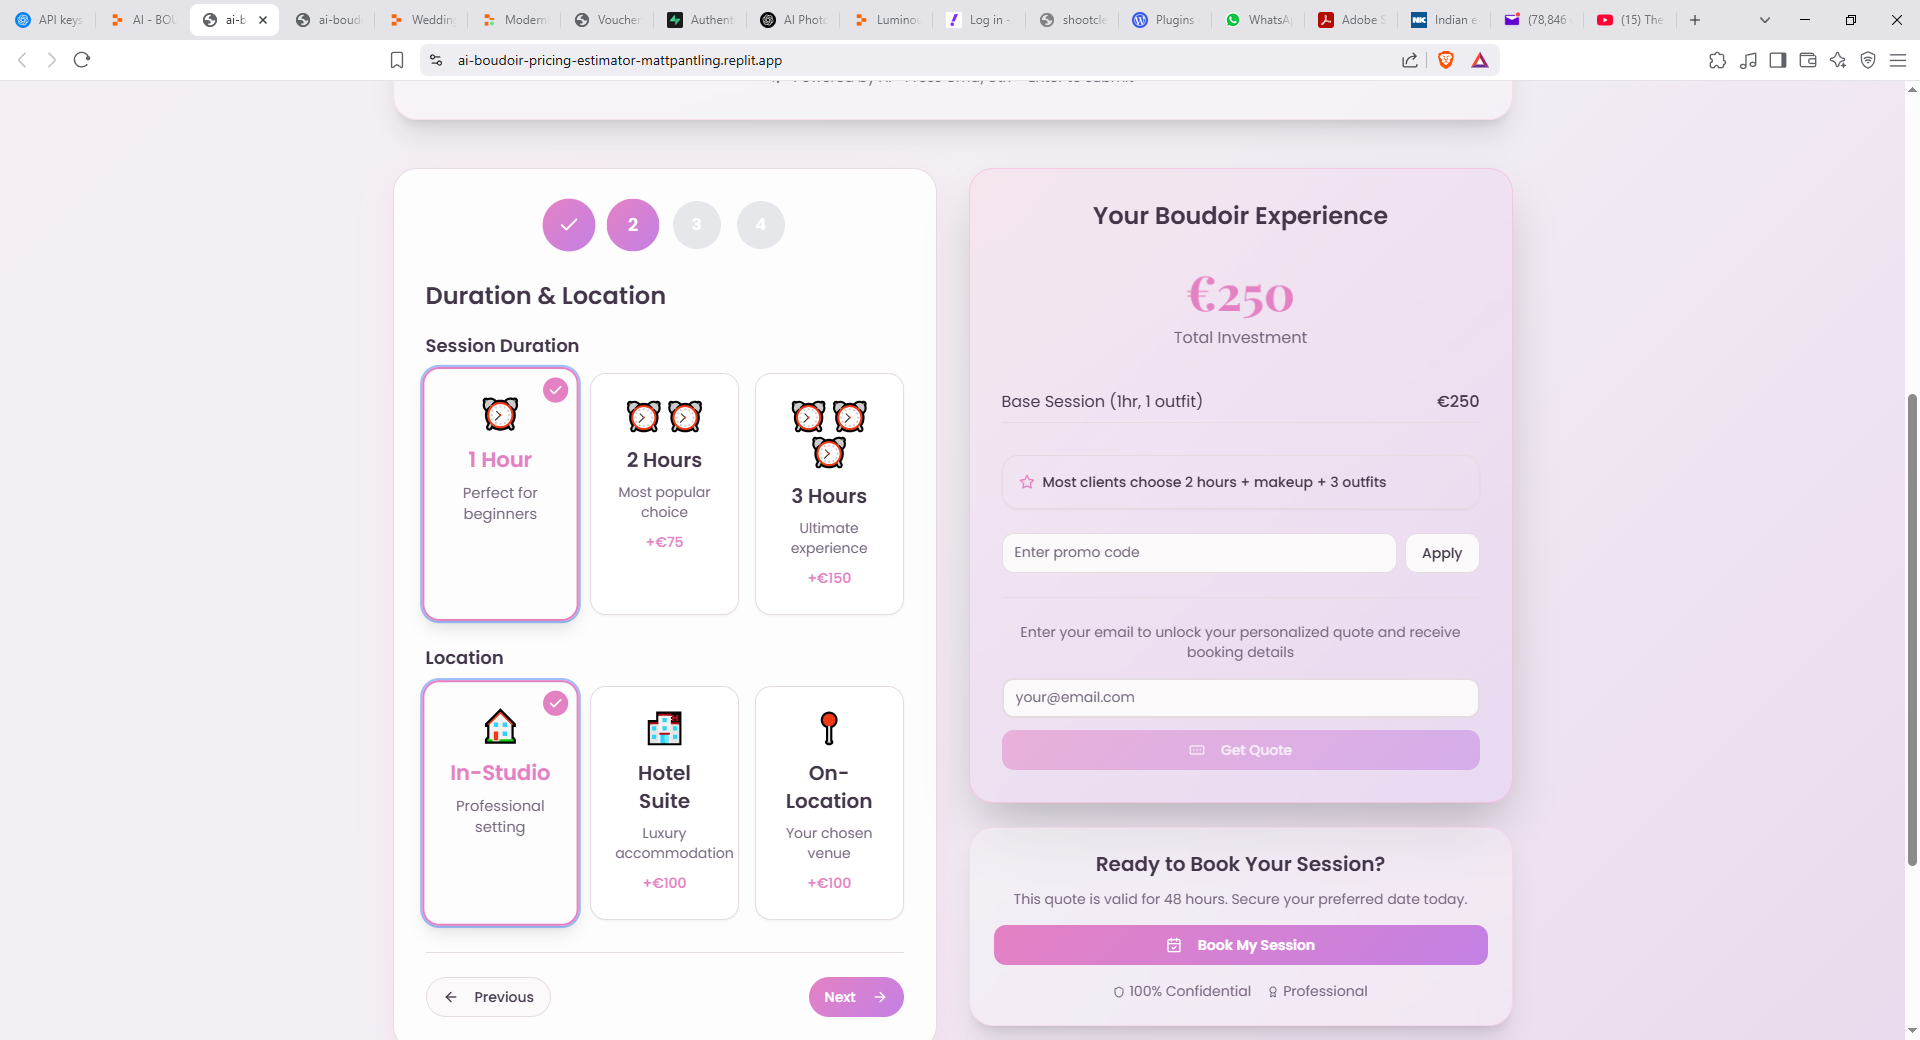 API keys
AI - BOU
ai-b
ai-boud
Wedding
Moderni
Voucher
Authent
AI Photo
Luminou
Log in -
shootcle
Plugins
WhatsA
Adobe S
Indian e
(78,846
(15) The
ai-boudoir-pricing-estimator-mattpantling.replit.app
2
3
4
Duration & Location
Session Duration
1 Hour
Perfect for
beginners
2 Hours
Most popular
choice
+€75
3 Hours
Ultimate
experience
+€150
Location
In-Studio
Professional
setting
Hotel
Suite
Luxury
accommodation
+€100
On-
Location
Your chosen
venue
+€100
Previous
Next
Your Boudoir Experience
€250
Total Investment
Base Session (1hr, 1 outfit) €250
Most clients choose 2 hours + makeup + 3 outfits
Enter promo code
Apply
Enter your email to unlock your personalized quote and receive
booking details
your@email.com
Get Quote
Ready to Book Your Session?
This quote is valid for 48 hours. Secure your preferred date today.
Book My Session
100% Confidential Professional